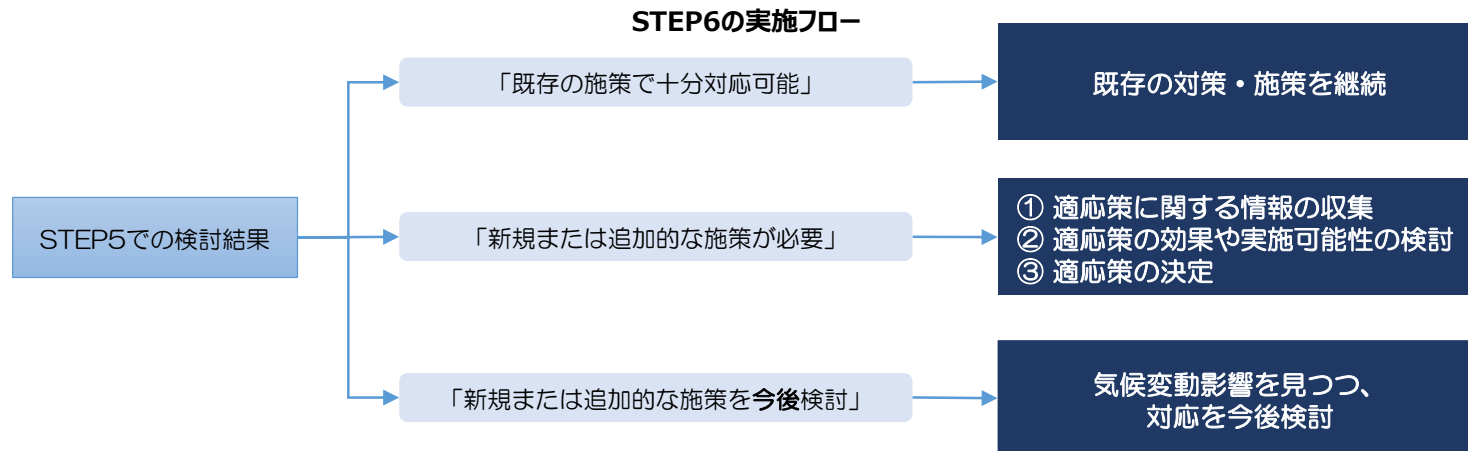 STEP6の実施フロー
「既存の施策で十分対応可能」
既存の対策・施策を継続
STEP5での検討結果
「新規または追加的な施策が必要」
① 適応策に関する情報の収集
② 適応策の効果や実施可能性の検討
③ 適応策の決定
「新規または追加的な施策を今後検討」
気候変動影響を見つつ、
対応を今後検討